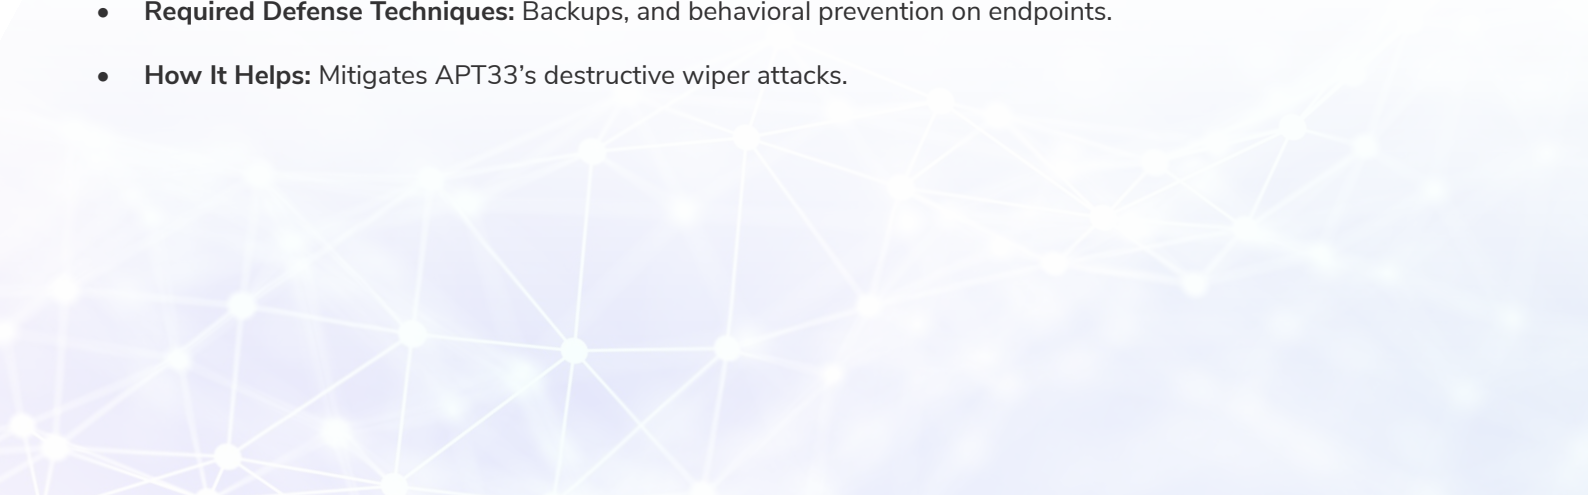 • Required Defense Techniques: Backups, and behavioral prevention on endpoints.
• How It Helps: Mitigates APT33’s destructive wiper attacks.